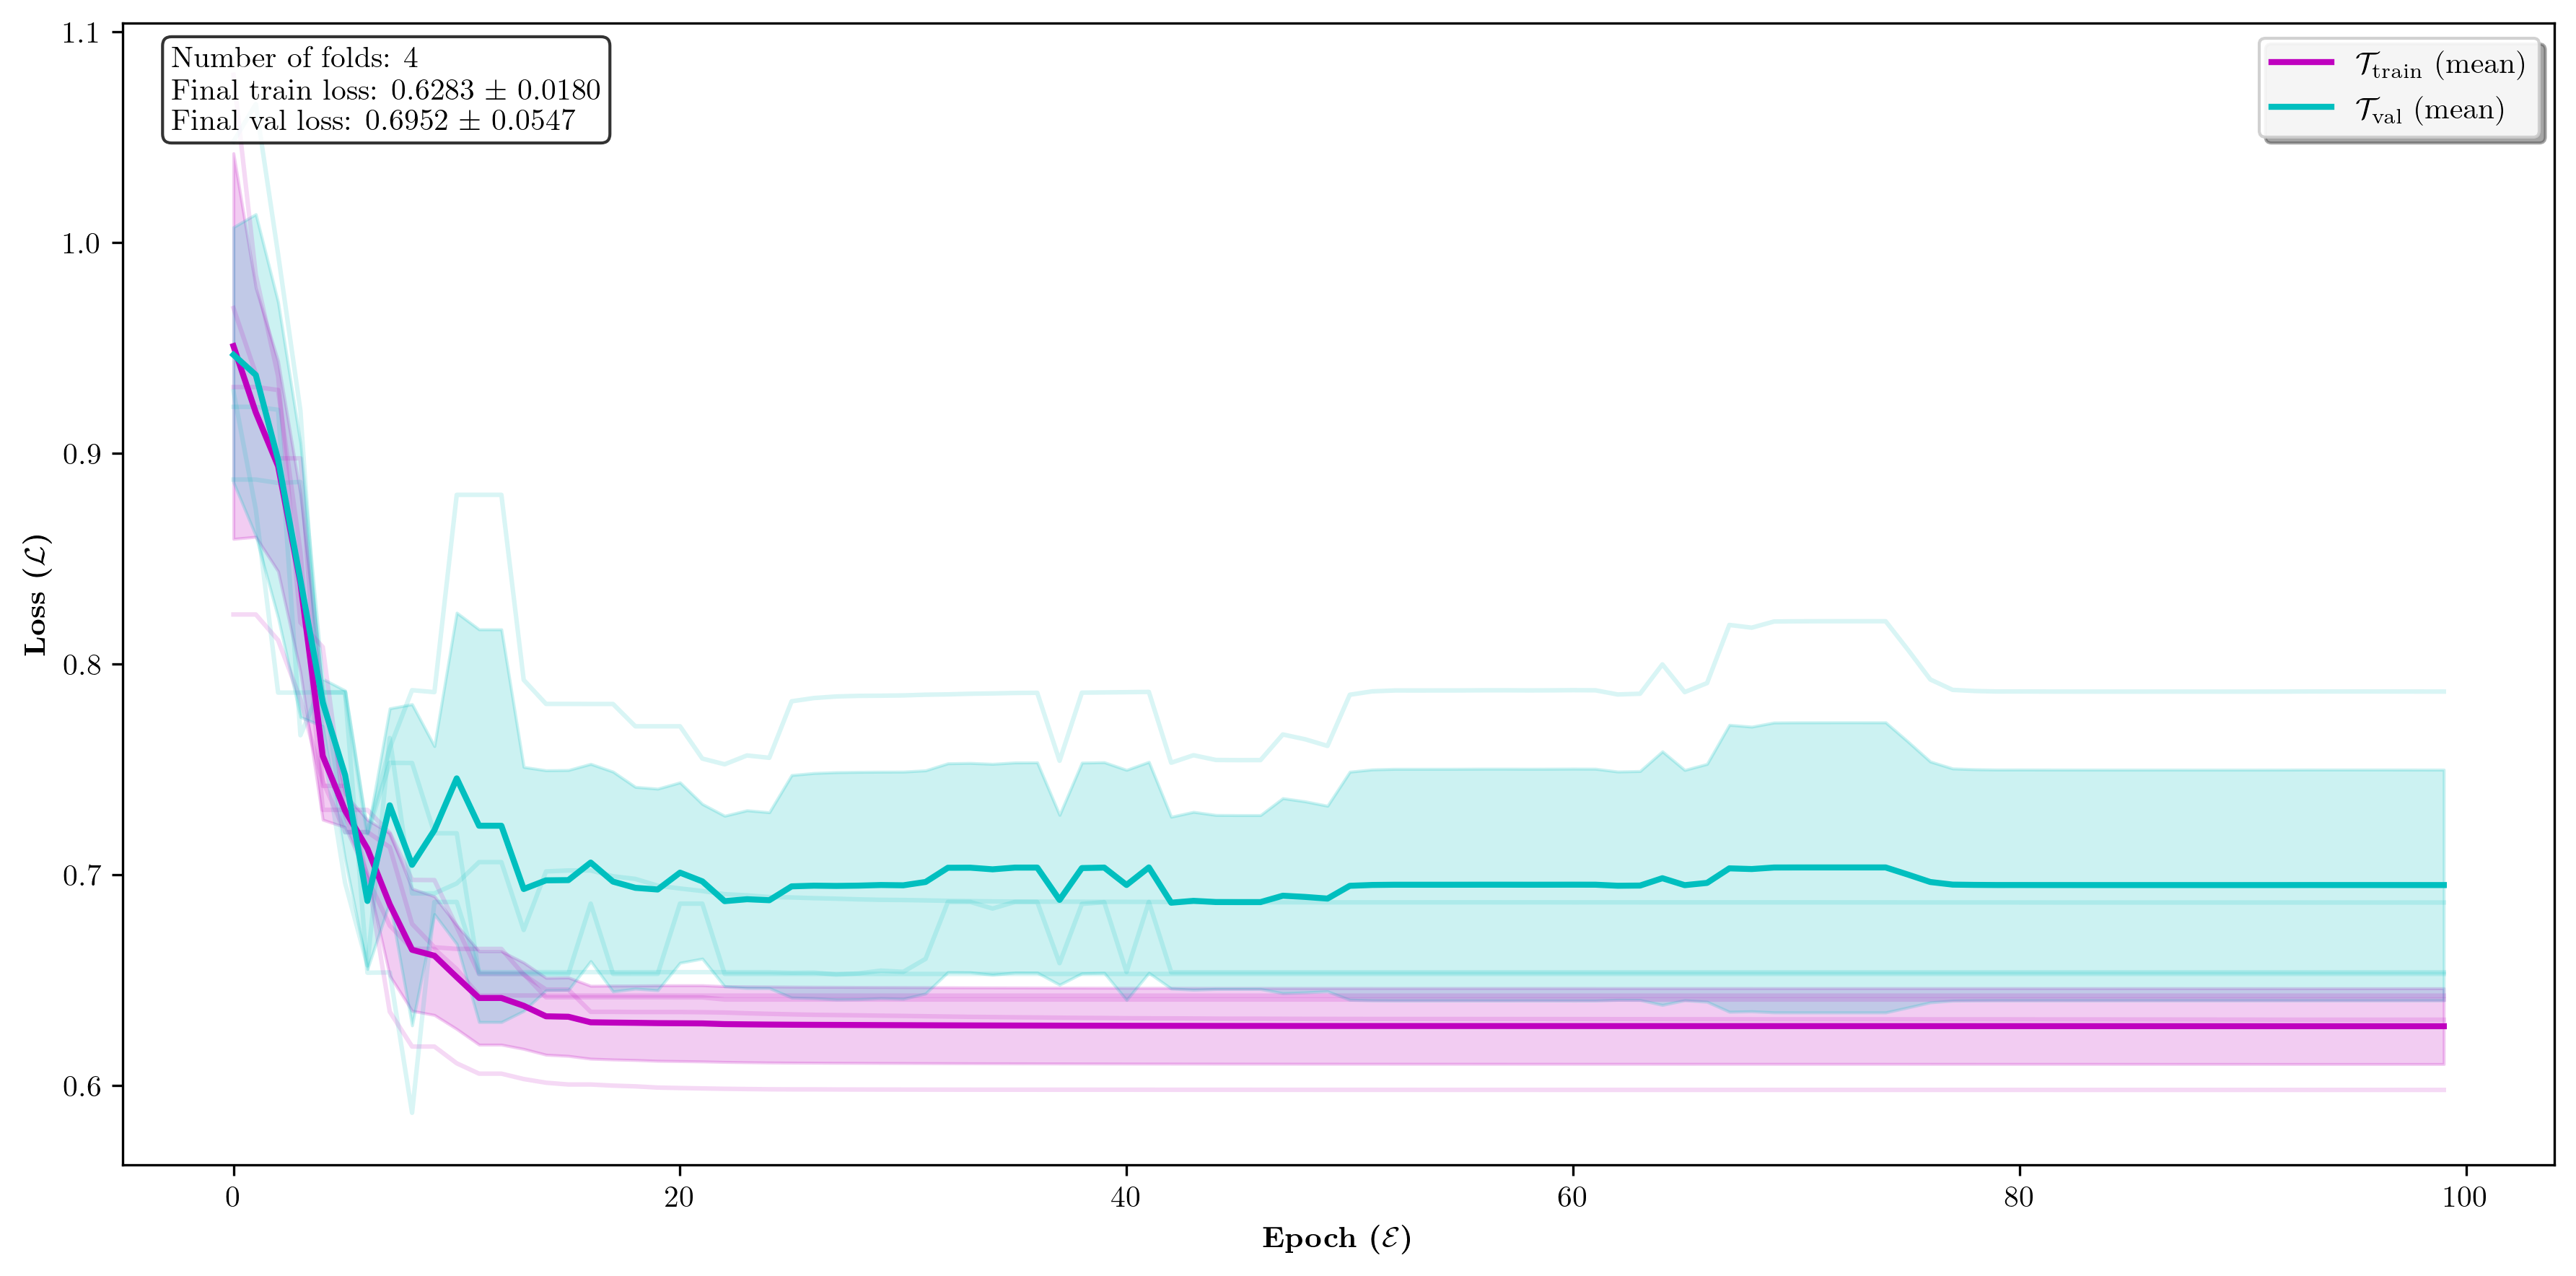 Number of folds: 4
Final train loss: 0.6283 ± 0.0180
Final val loss: 0.6952 ± 0.0547
𝒯train (mean)
𝒯val (mean)
1.1
1.0
0.9
0.8
0.7
0.6
Loss (ℒ)
0 20 40 60 80 100
Epoch (ℰ)